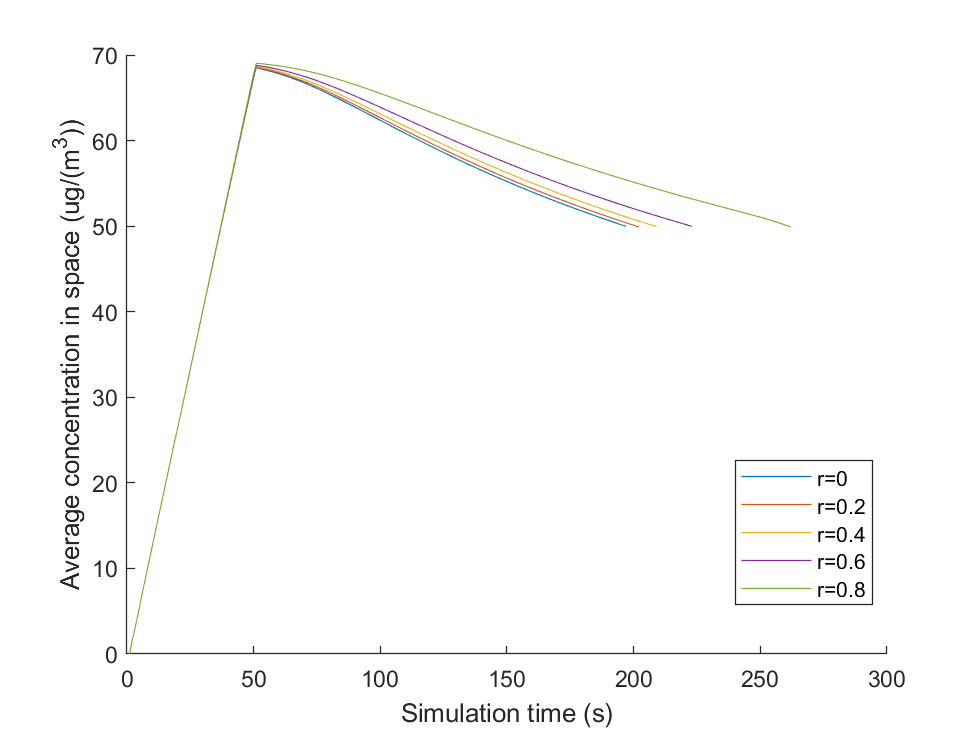 Average concentration in space (ug/(m³))
70
60
50
40
30
20
10
0
0 50 100 150 200 250 300
Simulation time (s)
r=0
r=0.2
r=0.4
r=0.6
r=0.8